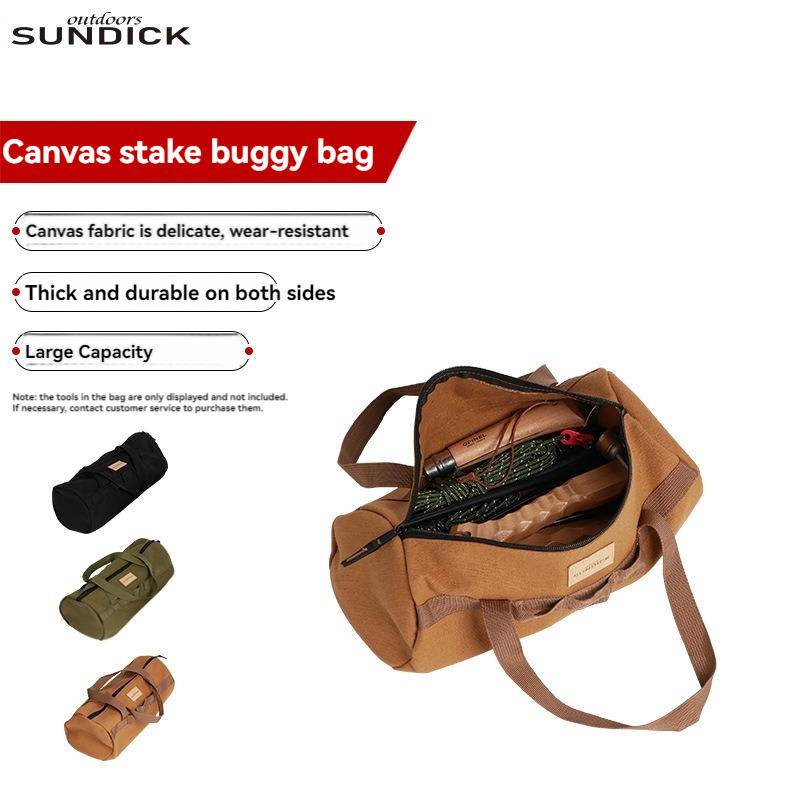 outdoors
SUNDICK
Canvas stake buggy bag
Canvas fabric is delicate, wear-resistant
Thick and durable on both sides
Large Capacity
Note: the tools in the bag are only displayed and not included.
If necessary, contact customer service to purchase them.
OPINEL
SUNDICK